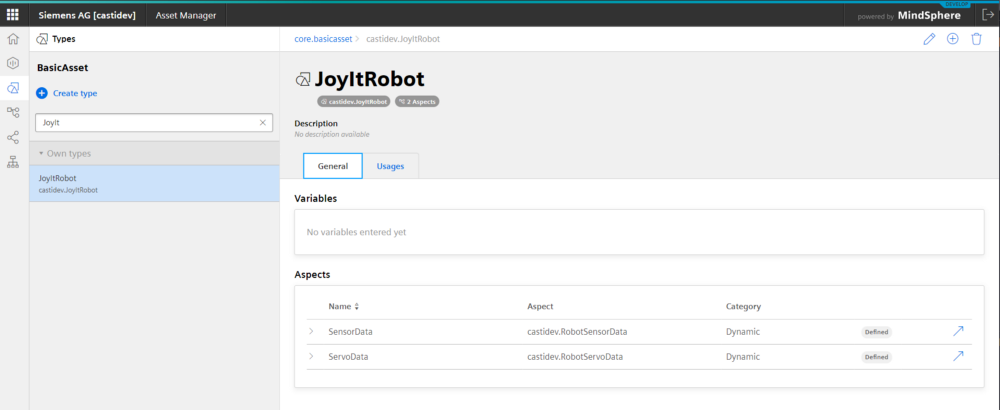 DEVELOP
Siemens AG [castidev]
Asset Manager
powered by MindSphere
Types
BasicAsset
Create type
JoyIt
Own types
JoyItRobot
castidev.JoyItRobot
core.basicasset
castidev.JoyItRobot
JoyItRobot
castidev.JoyItRobot
2 Aspects
Description
No description available
General
Usages
Variables
No variables entered yet
Aspects
Name Aspect Category
SensorData castidev.RobotSensorData Dynamic Defined
ServoData castidev.RobotServoData Dynamic Defined